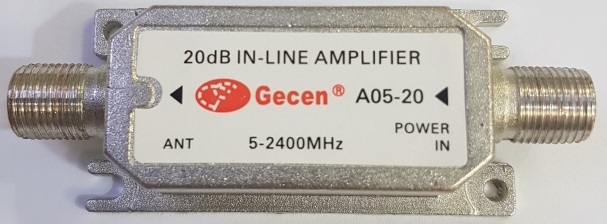 20dB IN-LINE AMPLIFIER
◀ Gecen® A05-20 ◀
ANT 5-2400MHz POWER IN